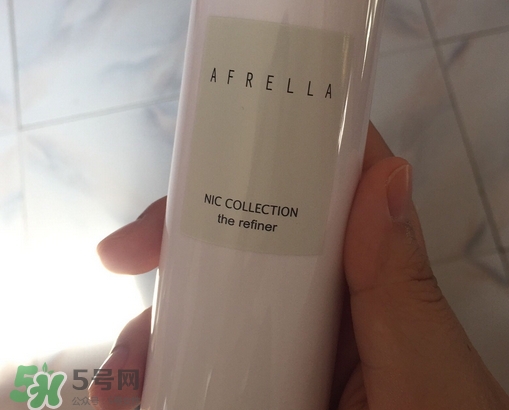 AFRELLA
NIC COLLECTION
the refiner
5号网